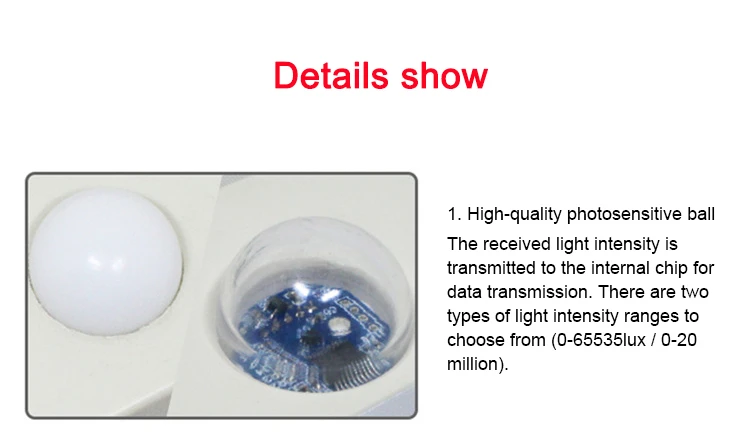 Details show
1. High-quality photosensitive ball
The received light intensity is
transmitted to the internal chip for
data transmission. There are two
types of light intensity ranges to
choose from (0-65535lux / 0-20
million).